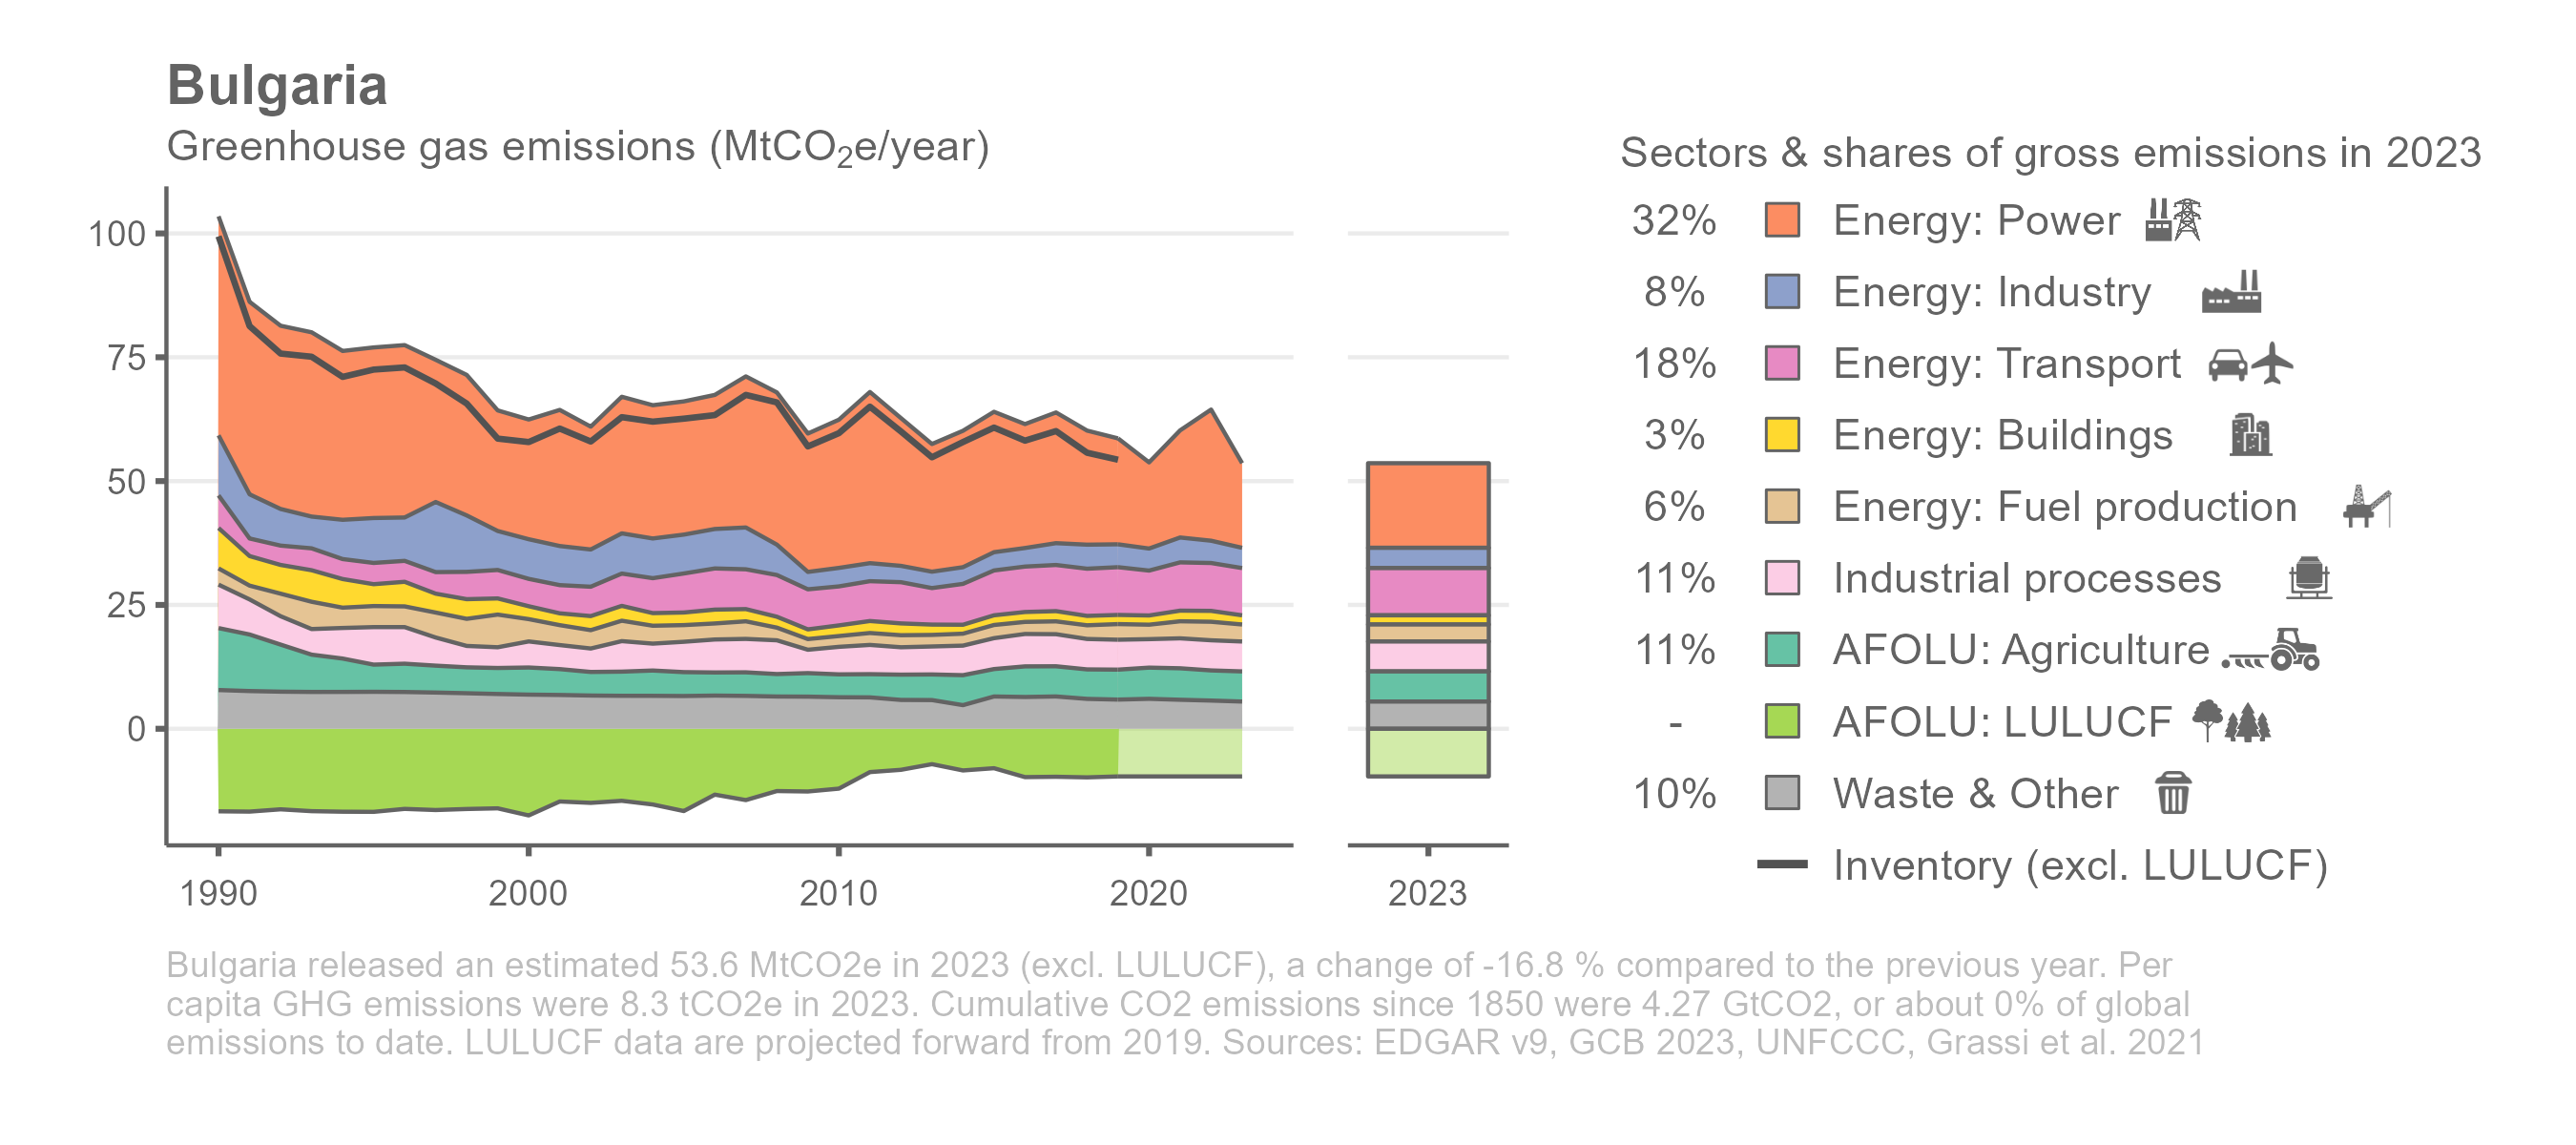 Bulgaria
Greenhouse gas emissions (MtCO₂e/year)
100
75
50
25
0
1990
2000
2010
2020
2023
Sectors & shares of gross emissions in 2023
32% Energy: Power
8% Energy: Industry
18% Energy: Transport
3% Energy: Buildings
6% Energy: Fuel production
11% Industrial processes
11% AFOLU: Agriculture
- AFOLU: LULUCF
10% Waste & Other
Inventory (excl. LULUCF)
Bulgaria released an estimated 53.6 MtCO2e in 2023 (excl. LULUCF), a change of -16.8 % compared to the previous year. Per
capita GHG emissions were 8.3 tCO2e in 2023. Cumulative CO2 emissions since 1850 were 4.27 GtCO2, or about 0% of global
emissions to date. LULUCF data are projected forward from 2019. Sources: EDGAR v9, GCB 2023, UNFCCC, Grassi et al. 2021